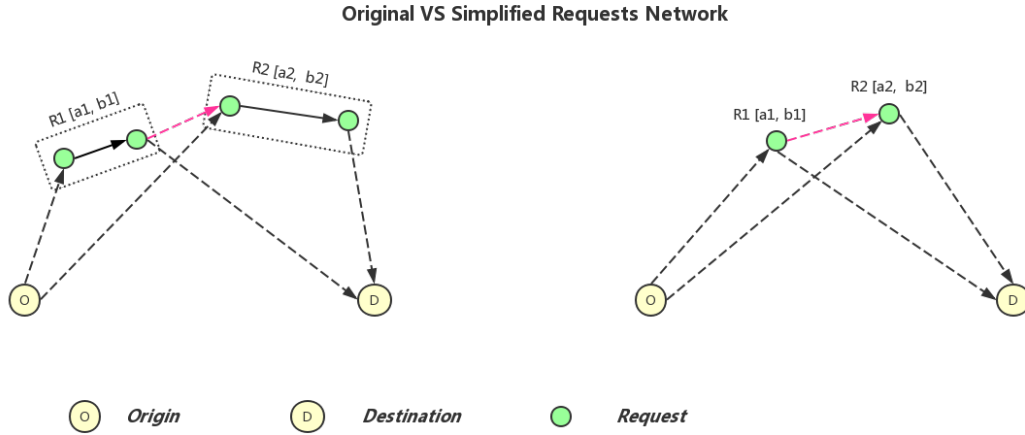 Original VS Simplified Requests Network
R1 [a1, b1]
R2 [a2,  b2]
O
D
R1 [a1, b1]
R2 [a2,  b2]
O
D
O Origin
D Destination
Request